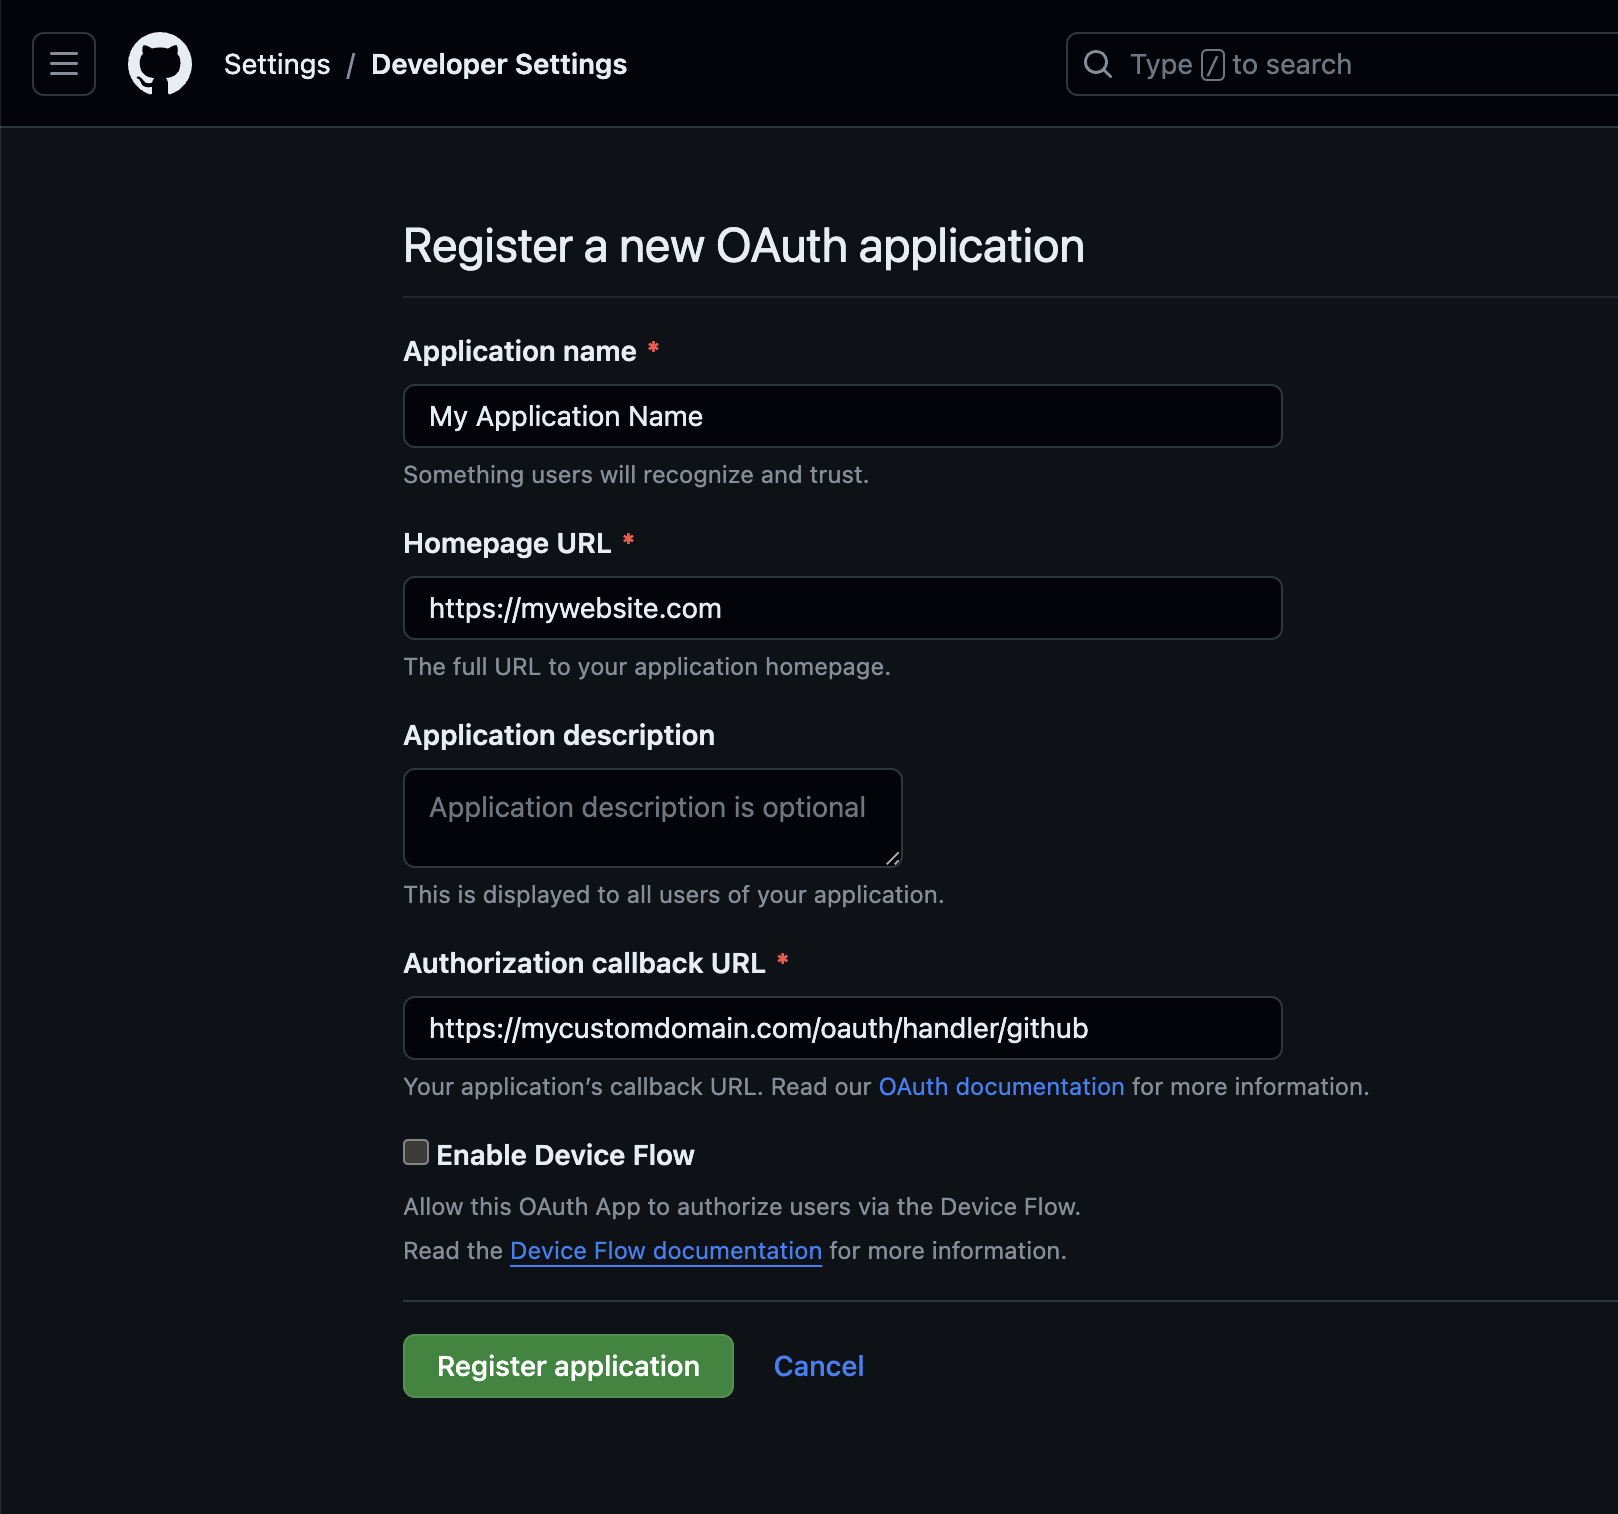 Settings / Developer Settings
Type / to search
Register a new OAuth application
Application name *
My Application Name
Something users will recognize and trust.
Homepage URL *
https://mywebsite.com
The full URL to your application homepage.
Application description
Application description is optional
This is displayed to all users of your application.
Authorization callback URL *
https://mycustomdomain.com/oauth/handler/github
Your application’s callback URL. Read our OAuth documentation for more information.
Enable Device Flow
Allow this OAuth App to authorize users via the Device Flow.
Read the Device Flow documentation for more information.
Register application
Cancel